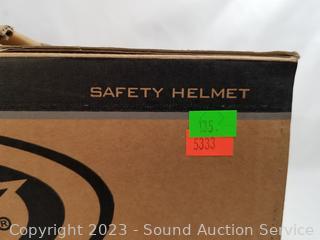 SAFETY HELMET
135.-
5333
®
Copyright 2023 - Sound Auction Service